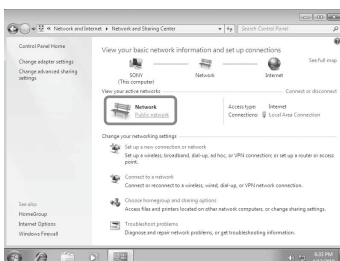 « Network and Internet ▸ Network and Sharing Center
Search Control Panel
Control Panel Home
Change adapter settings
Change advanced sharing
settings
View your basic network information and set up connections
See full map
SONY
(This computer)
Network
Internet
View your active networks
Connect or disconnect
Network
Public network
Access type: Internet
Connections: Local Area Connection
Change your networking settings
Set up a new connection or network
Set up a wireless, broadband, dial-up, ad hoc, or VPN connection; or set up a router or access
point.
Connect to a network
Connect or reconnect to a wireless, wired, dial-up, or VPN network connection.
Choose homegroup and sharing options
Access files and printers located on other network computers, or change sharing settings.
Troubleshoot problems
Diagnose and repair network problems, or get troubleshooting information.
See also
HomeGroup
Internet Options
Windows Firewall